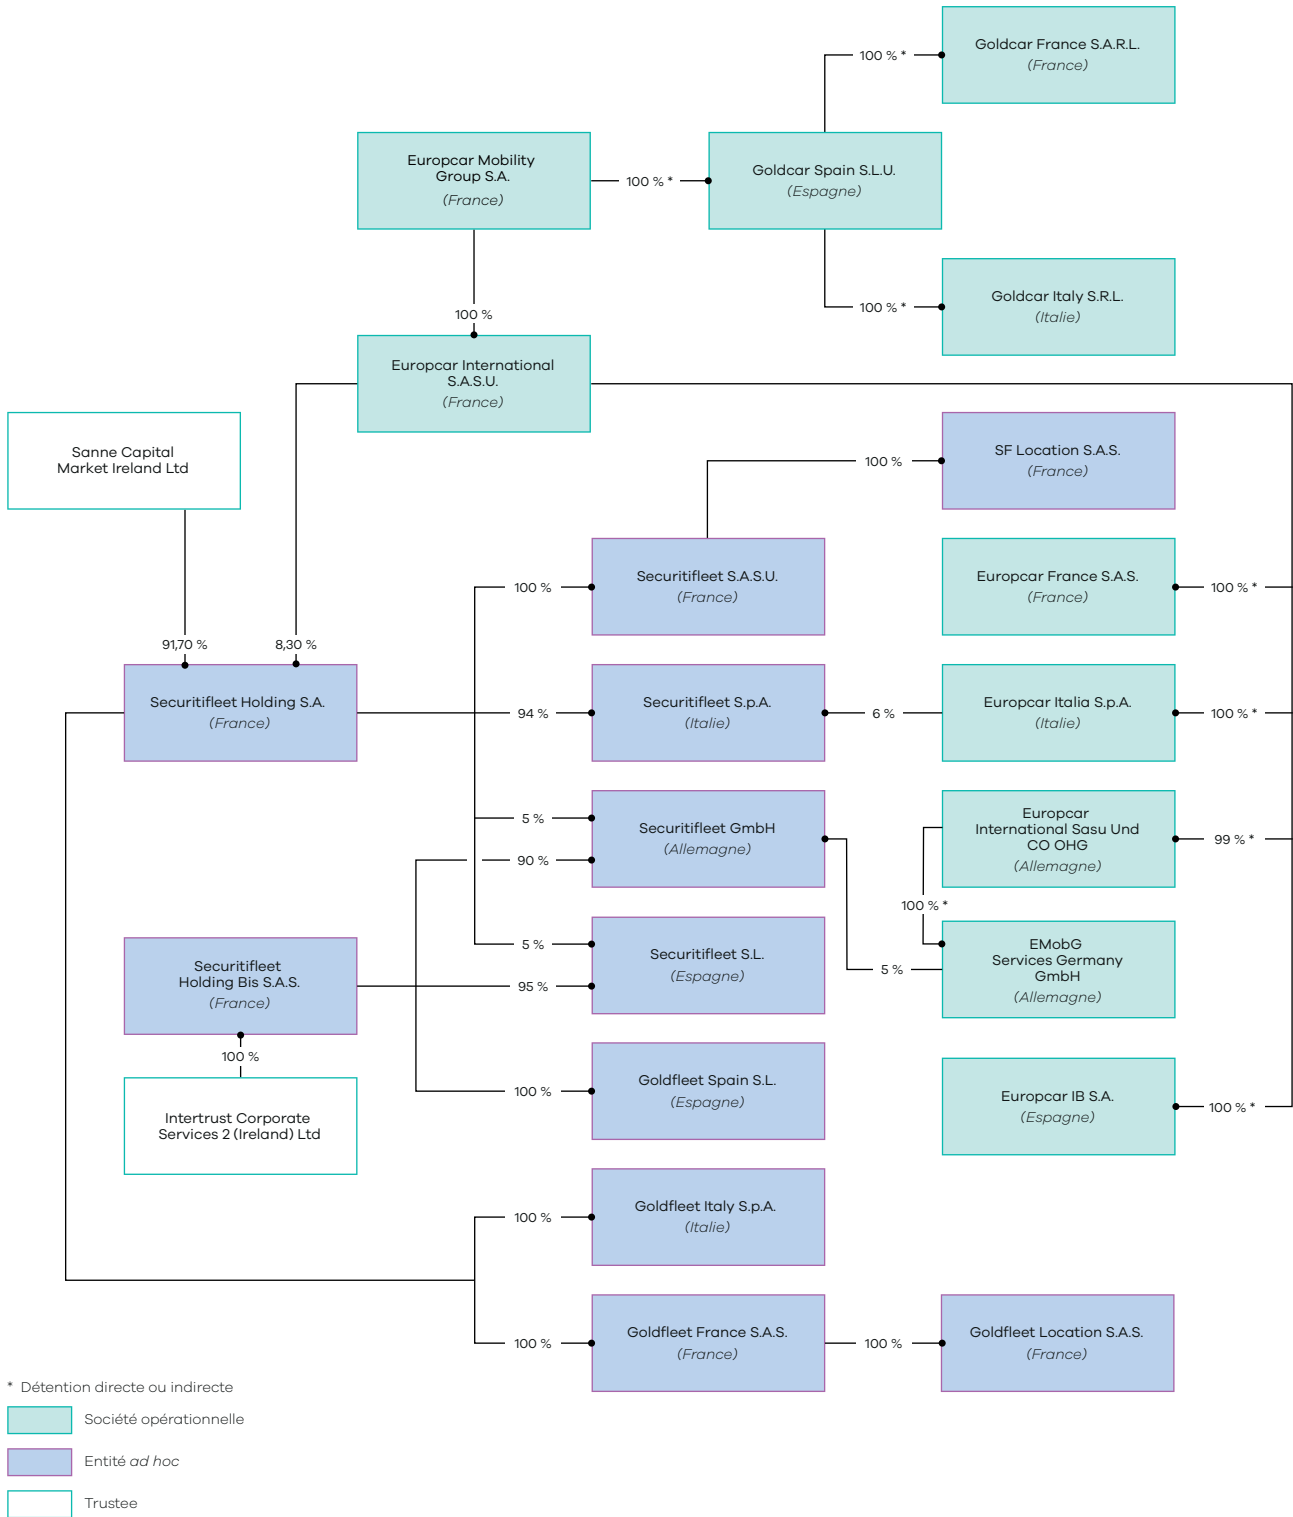 Goldcar France S.A.R.L.
(France)
100 % *
Europcar Mobility
Group S.A.
(France)
100 % *
Goldcar Spain S.L.U.
(Espagne)
100 % *
Goldcar Italy S.R.L.
(Italie)
100 %
Europcar International
S.A.S.U.
(France)
Sanne Capital
Market Ireland Ltd
100 %
SF Location S.A.S.
(France)
100 %
Securitifleet S.A.S.U.
(France)
Europcar France S.A.S.
(France)
100 % *
91,70 %
8,30 %
Securitifleet Holding S.A.
(France)
94 %
Securitifleet S.p.A.
(Italie)
6 %
Europcar Italia S.p.A.
(Italie)
100 % *
5 %
90 %
Securitifleet GmbH
(Allemagne)
Europcar
International Sasu Und
CO OHG
(Allemagne)
99 % *
100 % *
Securitifleet
Holding Bis S.A.S.
(France)
5 %
95 %
Securitifleet S.L.
(Espagne)
5 %
EMobG
Services Germany
GmbH
(Allemagne)
100 %
Intertrust Corporate
Services 2 (Ireland) Ltd
100 %
Goldfleet Spain S.L.
(Espagne)
Europcar IB S.A.
(Espagne)
100 % *
100 %
Goldfleet Italy S.p.A.
(Italie)
100 %
Goldfleet France S.A.S.
(France)
100 %
Goldfleet Location S.A.S.
(France)
* Détention directe ou indirecte
Société opérationnelle
Entité ad hoc
Trustee